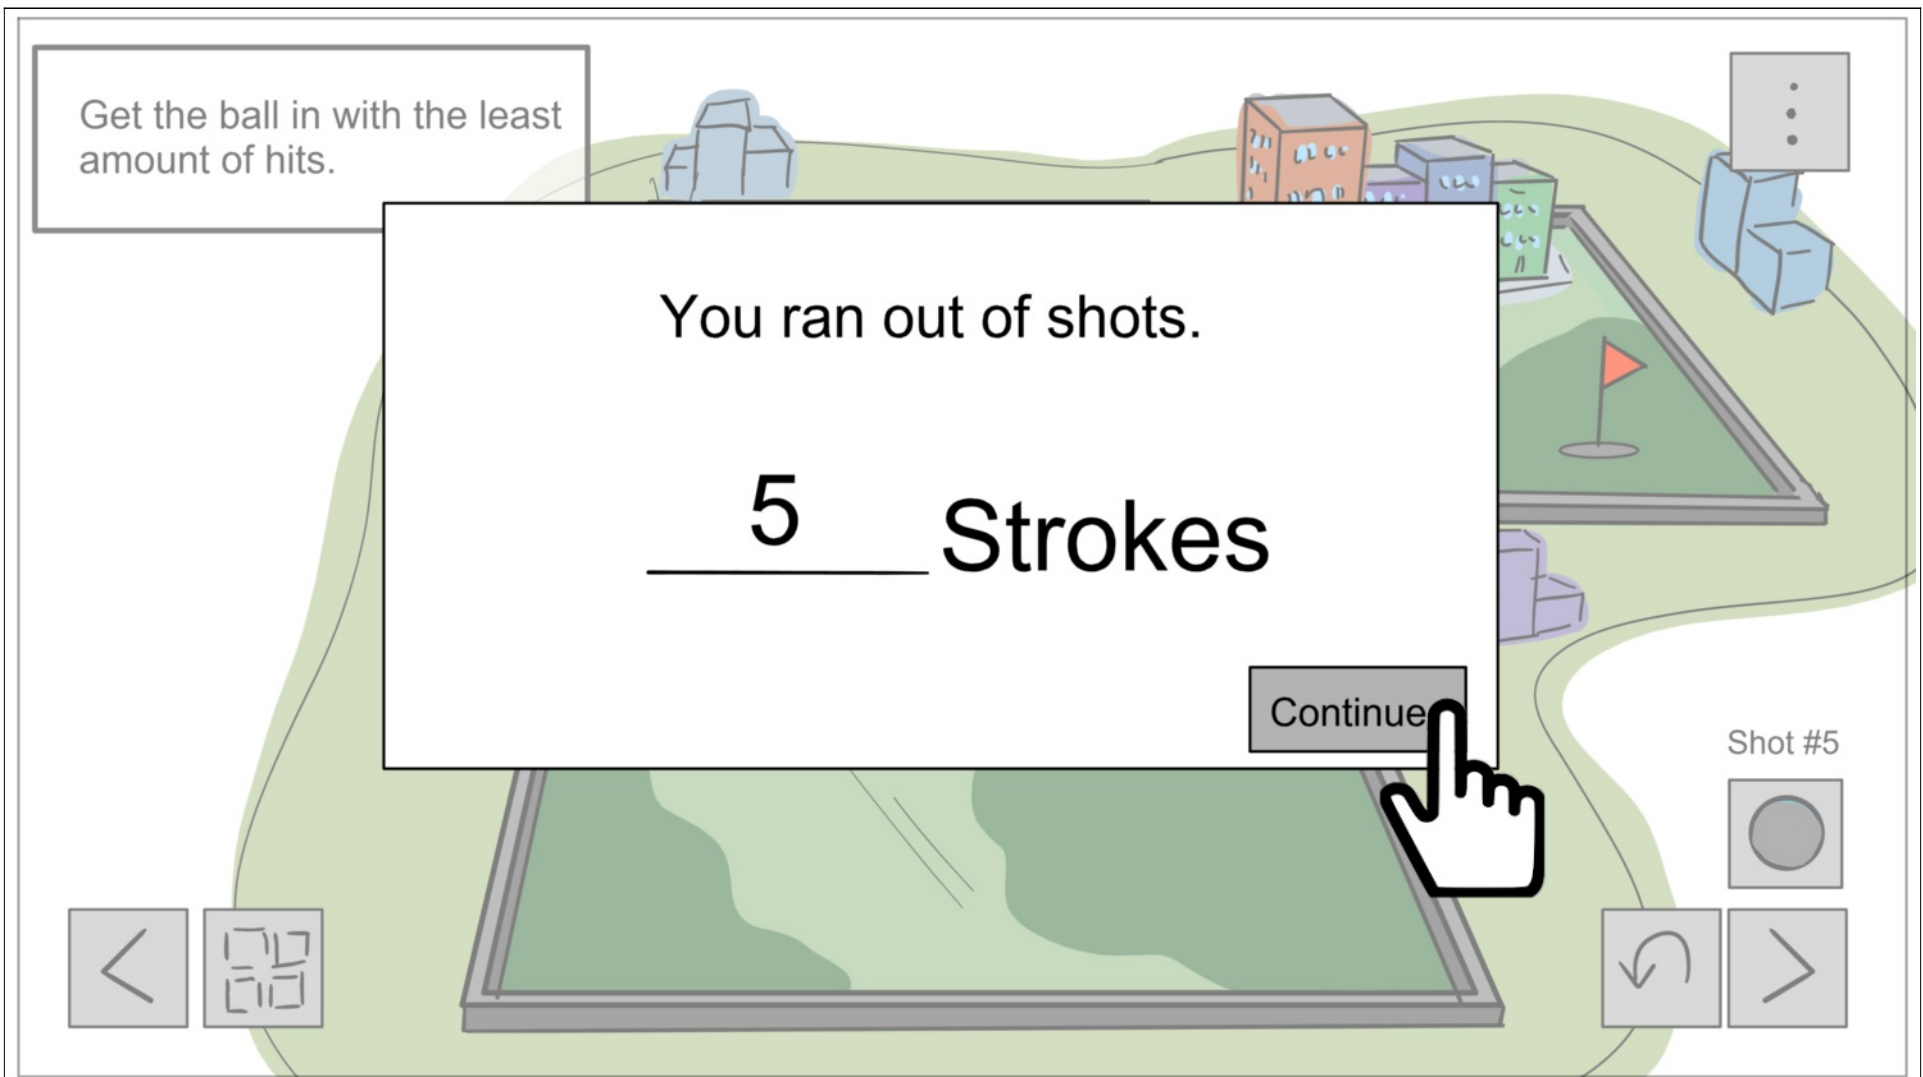 Get the ball in with the least
amount of hits.
You ran out of shots.
5 Strokes
Continue
Shot #5